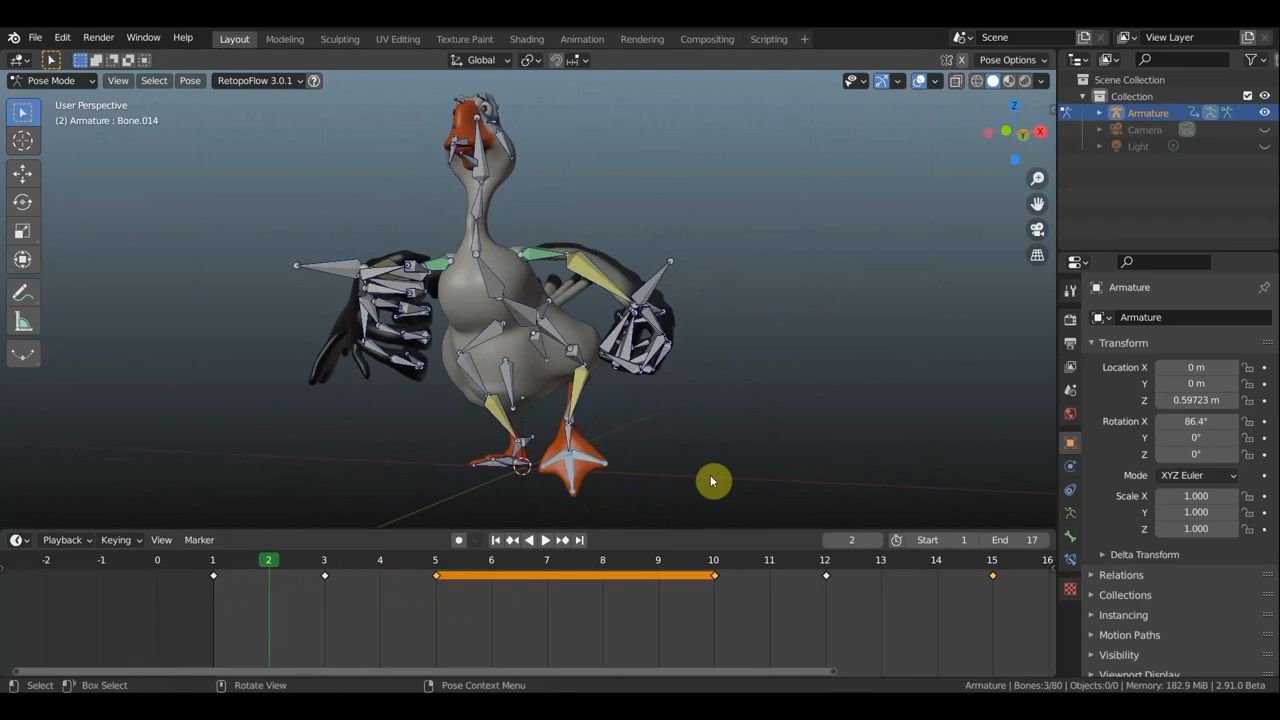 File Edit Render Window Help Layout Modeling Sculpting UV Editing Texture Paint Shading Animation Rendering Compositing Scripting + Scene View Layer
Global Pose Options
Pose Mode View Select Pose RetopoFlow 3.0.1 ?
User Perspective
(2) Armature : Bone.014
Z
X
Y
Scene Collection
Collection
Armature
Camera
Light
Armature
Armature
Transform
Location X 0 m
Y 0 m
Z 0.59723 m
Rotation X 86.4°
Y 0°
Z 0°
Mode XYZ Euler
Scale X 1.000
Y 1.000
Z 1.000
Delta Transform
Relations
Collections
Instancing
Motion Paths
Visibility
Viewport Display
Playback Keying View Marker 2 Start 1 End 17
-2 -1 0 2 3 4 5 6 7 8 9 10 11 12 13 14 15 16
Select Box Select Rotate View Pose Context Menu Armature | Bones:3/80 | Objects:0/0 | Memory: 182.9 MiB | 2.91.0 Beta